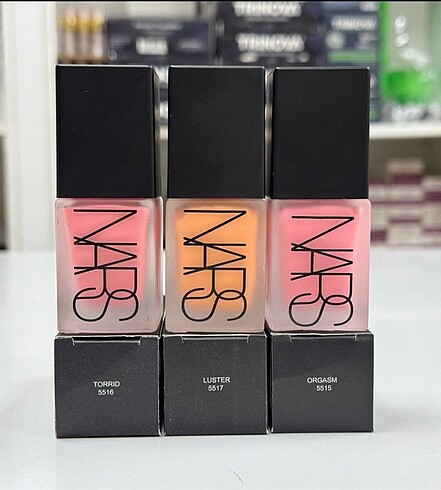 NARS
NARS
NARS
TORRID
5516
LUSTER
5517
ORGASM
5515